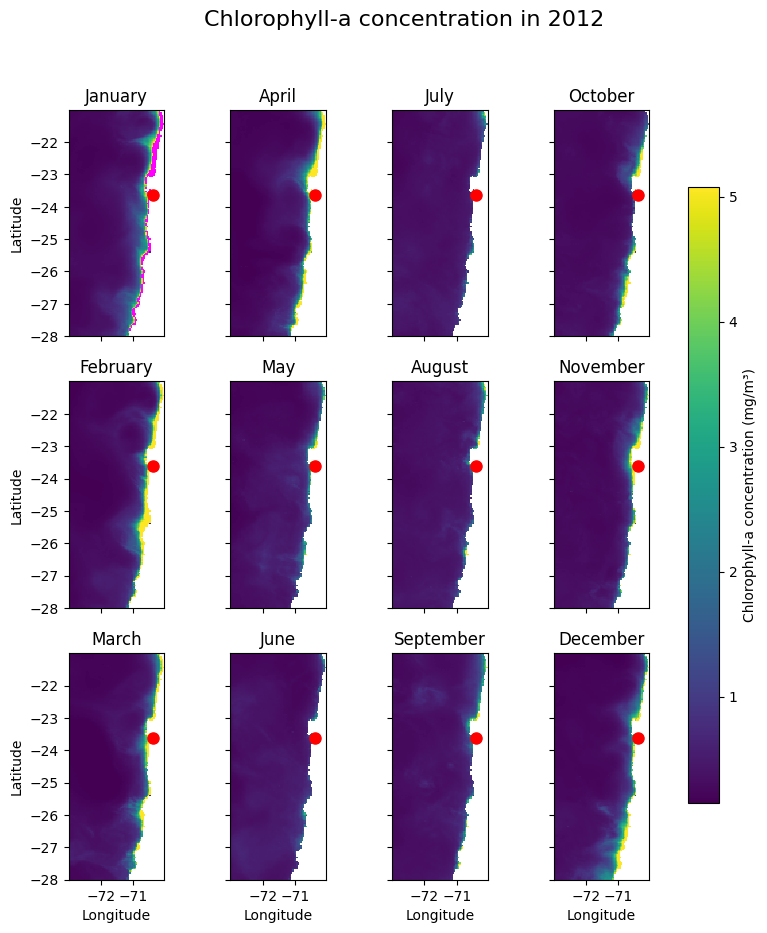 Chlorophyll-a concentration in 2012
January
April
July
October
Latitude
−22
−23
−24
−25
−26
−27
−28
February
May
August
November
Latitude
−22
−23
−24
−25
−26
−27
−28
March
June
September
December
Latitude
−22
−23
−24
−25
−26
−27
−28
−72 −71
−72 −71
−72 −71
−72 −71
Longitude
Longitude
Longitude
Longitude
5
4
3
2
1
Chlorophyll-a concentration (mg/m³)